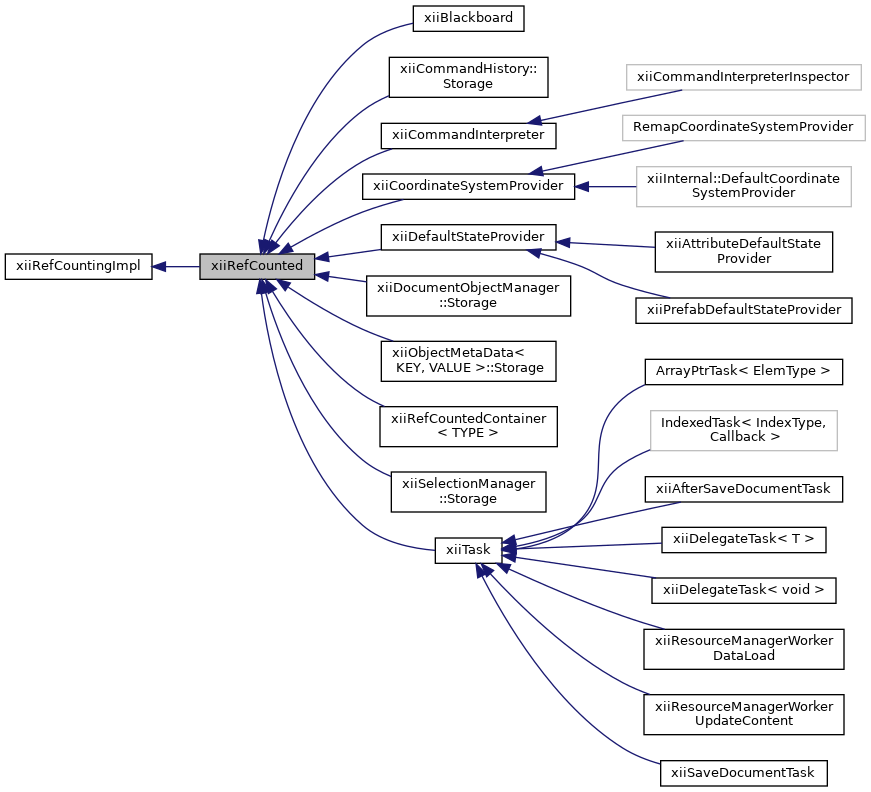 xiiBlackboard
xiiCommandHistory::
Storage
xiiCommandInterpreterInspector
xiiCommandInterpreter
RemapCoordinateSystemProvider
xiiCoordinateSystemProvider
xiiInternal::DefaultCoordinate
SystemProvider
xiiDefaultStateProvider
xiiAttributeDefaultState
Provider
xiiRefCountingImpl
xiiRefCounted
xiiDocumentObjectManager
::Storage
xiiPrefabDefaultStateProvider
xiiObjectMetaData<
KEY, VALUE >::Storage
ArrayPtrTask< ElemType >
xiiRefCountedContainer
< TYPE >
IndexedTask< IndexType,
Callback >
xiiSelectionManager
::Storage
xiiAfterSaveDocumentTask
xiiTask
xiiDelegateTask< T >
xiiDelegateTask< void >
xiiResourceManagerWorker
DataLoad
xiiResourceManagerWorker
UpdateContent
xiiSaveDocumentTask